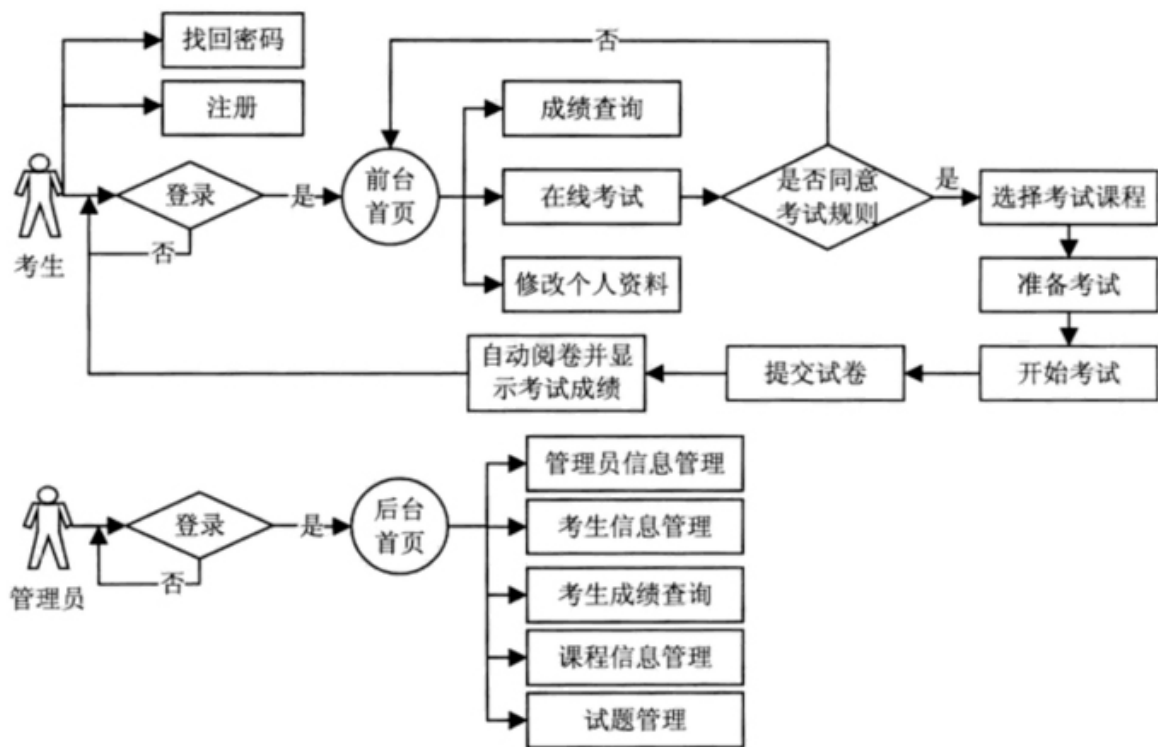 找回密码
注册
考生
登录
否
是
前台
首页
成绩查询
在线考试
修改个人资料
否
是否同意
考试规则
是
选择考试课程
准备考试
开始考试
提交试卷
自动阅卷并显
示考试成绩
管理员
登录
否
是
后台
首页
管理员信息管理
考生信息管理
考生成绩查询
课程信息管理
试题管理